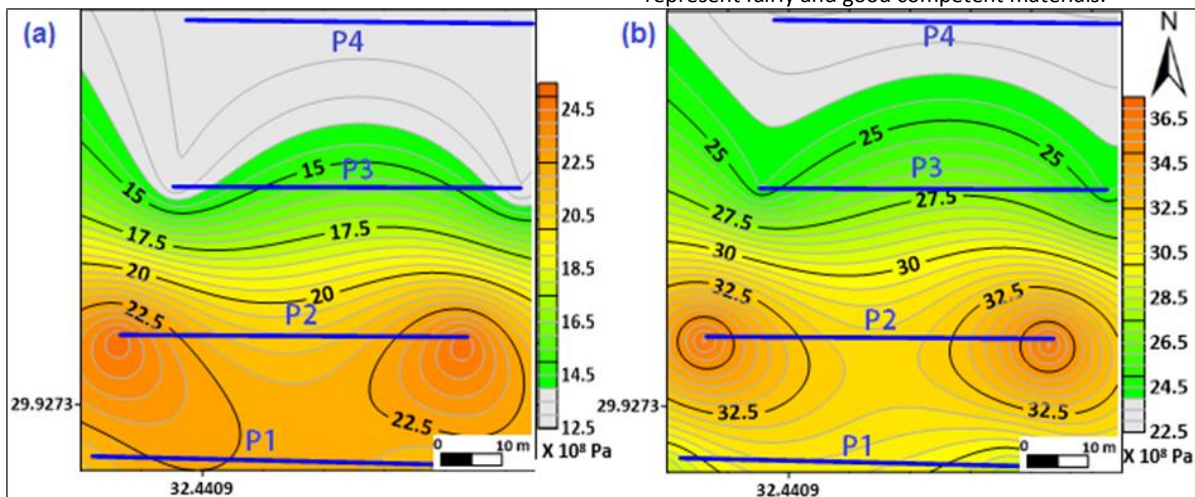 represent fairly and good competent materials.
(a)
P4
15
P3
15
17.5
17.5
20
20
22.5
P2
22.5
P1
29.9273
32.4409
0 10 m
24.5
22.5
20.5
18.5
16.5
14.5
12.5
X 10⁸ Pa
(b)
P4
N
25
25
P3
27.5
27.5
30
30
32.5
32.5
P2
32.5
32.5
P1
29.9273
32.4409
0 10 m
36.5
34.5
32.5
30.5
28.5
26.5
24.5
22.5
X 10⁸ Pa